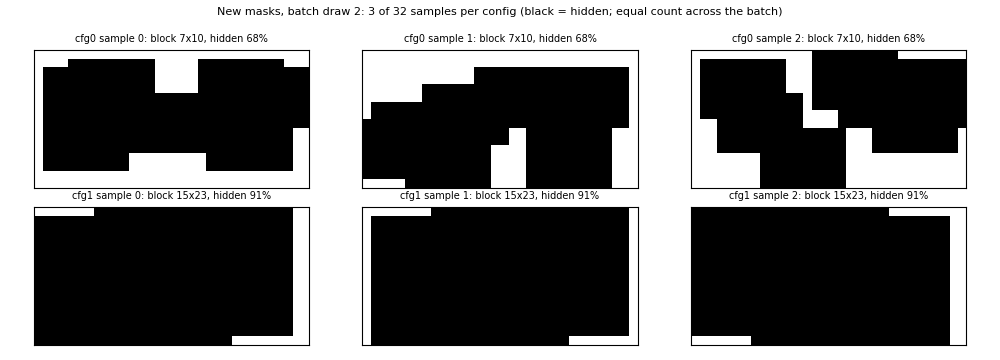 New masks, batch draw 2: 3 of 32 samples per config (black = hidden; equal count across the batch)
cfg0 sample 0: block 7x10, hidden 68%
cfg0 sample 1: block 7x10, hidden 68%
cfg0 sample 2: block 7x10, hidden 68%
cfg1 sample 0: block 15x23, hidden 91%
cfg1 sample 1: block 15x23, hidden 91%
cfg1 sample 2: block 15x23, hidden 91%